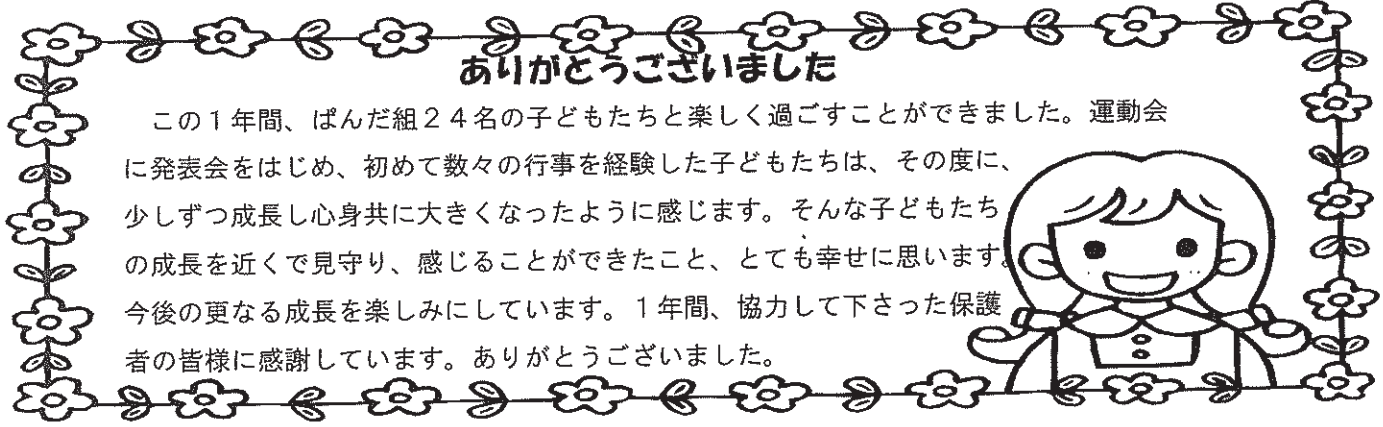 ありがとうございました
この１年間、ぱんだ組２４名の子どもたちと楽しく過ごすことができました。運動会
に発表会をはじめ、初めて数々の行事を経験した子どもたちは、その度に、
少しずつ成長し心身共に大きくなったように感じます。そんな子どもたち
の成長を近くで見守り、感じることができたこと、とても幸せに思います。
今後の更なる成長を楽しみにしています。１年間、協力して下さった保護
者の皆様に感謝しています。ありがとうございました。